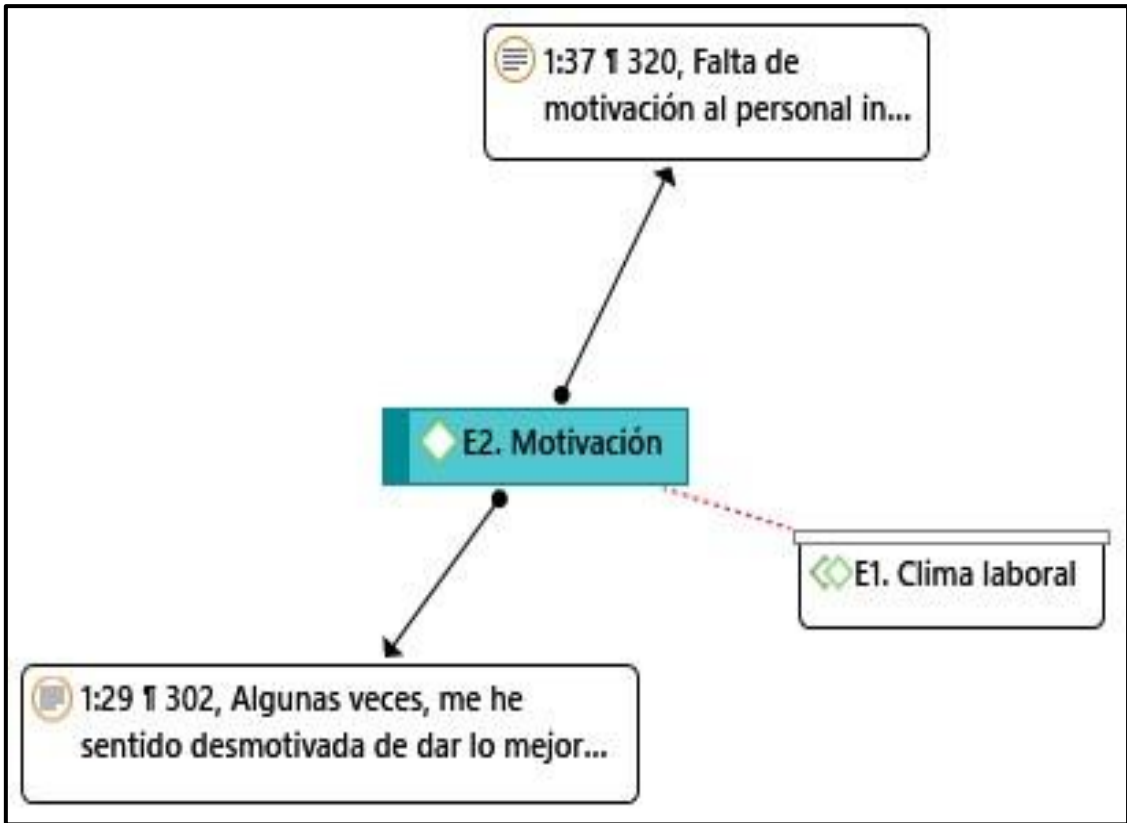 1:37 ¶ 320, Falta de
motivación al personal in...
E2. Motivación
E1. Clima laboral
1:29 ¶ 302, Algunas veces, me he
sentido desmotivada de dar lo mejor...